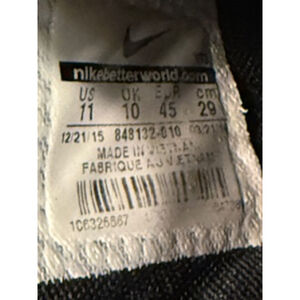 nikebetterworld.com
US UK EUR cm
11 10 45 29
12/21/15 848132-010
MADE IN VIETNAM
FABRIQUE AU VIETNAM